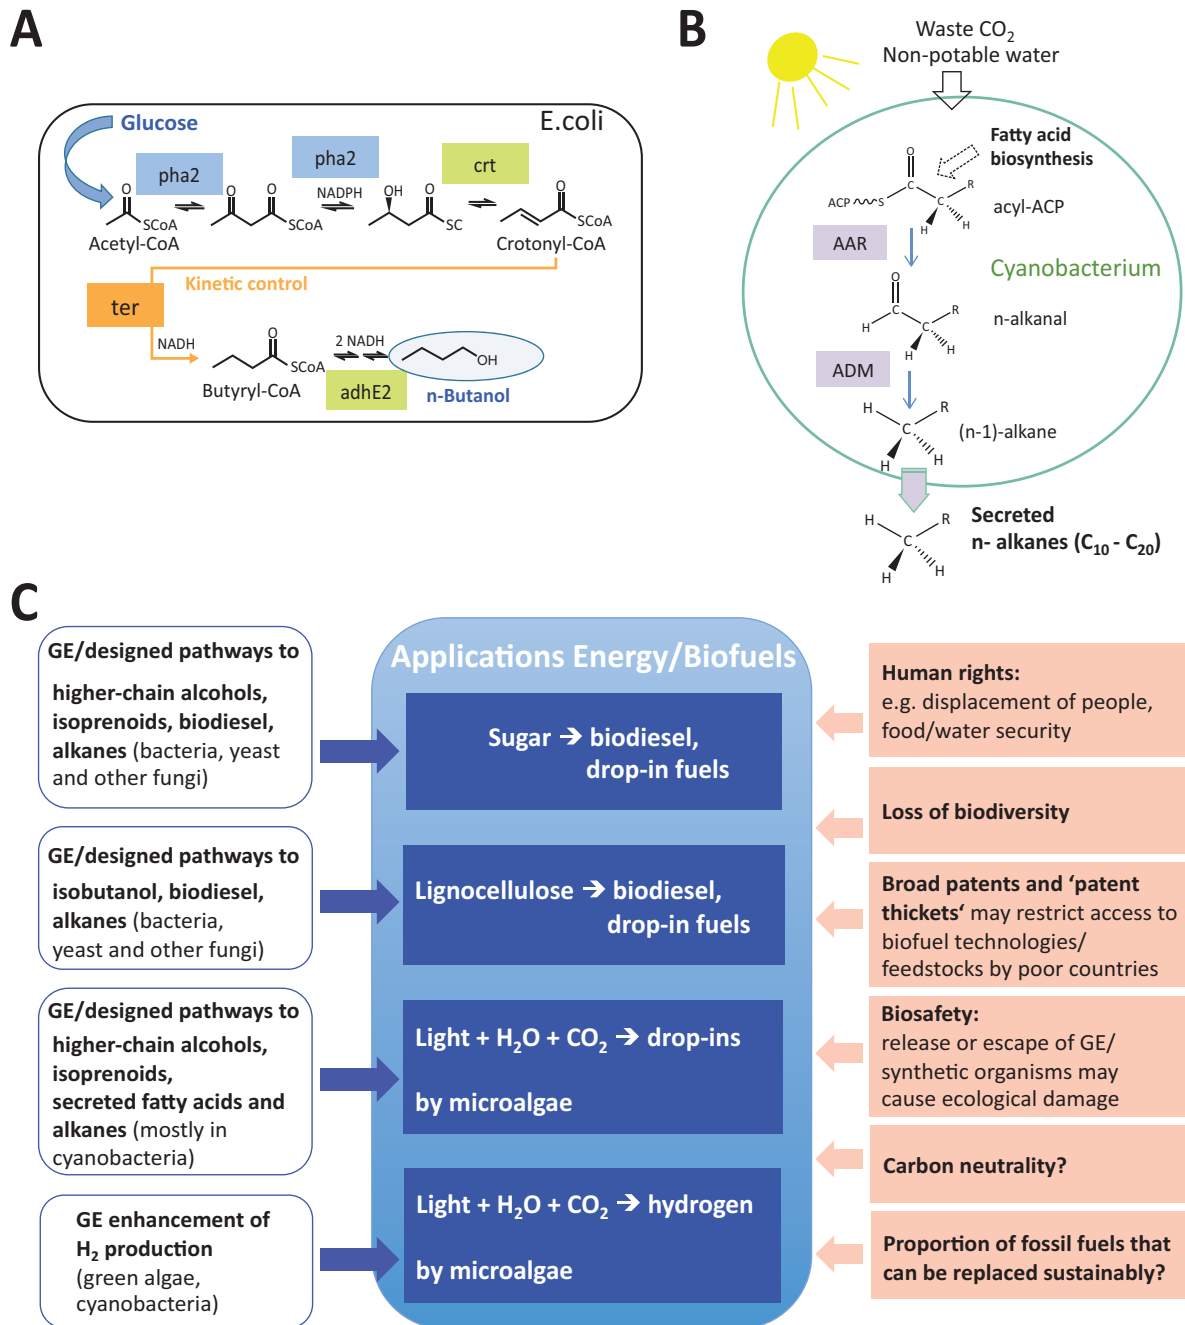 A
E.coli
Glucose
pha2
pha2
crt
NADPH
O
O
O
SCoA
OH
O
SC
O
SCoA
SCoA
Acetyl-CoA
Crotonyl-CoA
Kinetic control
ter
NADH
O
SCoA
Butyryl-CoA
2 NADH
adhE2
OH
n-Butanol
B
Waste CO₂
Non-potable water
Fatty acid
biosynthesis
O
C
R
ACP
S
C
H
H
acyl-ACP
AAR
Cyanobacterium
O
C
R
H
C
H
H
n-alkanal
ADM
H
R
C
H
H
(n-1)-alkane
H
R
C
H
H
Secreted
n- alkanes (C₁₀ - C₂₀)
C
GE/designed pathways to
higher-chain alcohols,
isoprenoids, biodiesel,
alkanes (bacteria, yeast
and other fungi)
GE/designed pathways to
isobutanol, biodiesel,
alkanes (bacteria,
yeast and other fungi)
GE/designed pathways to
higher-chain alcohols,
isoprenoids,
secreted fatty acids and
alkanes (mostly in
cyanobacteria)
GE enhancement of
H₂ production
(green algae,
cyanobacteria)
Applications Energy/Biofuels
Sugar → biodiesel,
drop-in fuels
Lignocellulose → biodiesel,
drop-in fuels
Light + H₂O + CO₂ → drop-ins
by microalgae
Light + H₂O + CO₂ → hydrogen
by microalgae
Human rights:
e.g. displacement of people,
food/water security
Loss of biodiversity
Broad patents and ‘patent
thickets‘ may restrict access to
biofuel technologies/
feedstocks by poor countries
Biosafety:
release or escape of GE/
synthetic organisms may
cause ecological damage
Carbon neutrality?
Proportion of fossil fuels that
can be replaced sustainably?